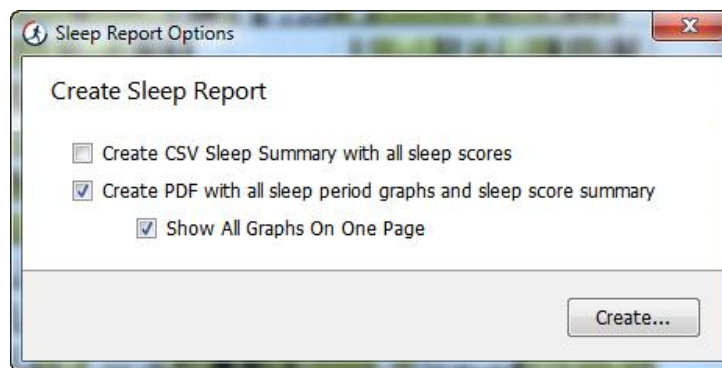 Sleep Report Options
Create Sleep Report
Create CSV Sleep Summary with all sleep scores
Create PDF with all sleep period graphs and sleep score summary
Show All Graphs On One Page
Create...